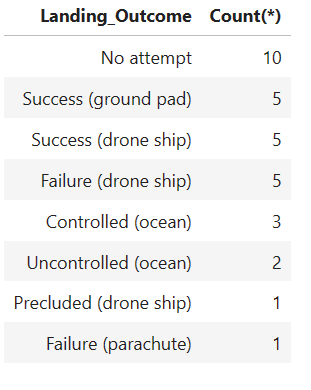 Landing_Outcome Count(*)
No attempt 10
Success (ground pad) 5
Success (drone ship) 5
Failure (drone ship) 5
Controlled (ocean) 3
Uncontrolled (ocean) 2
Precluded (drone ship) 1
Failure (parachute) 1